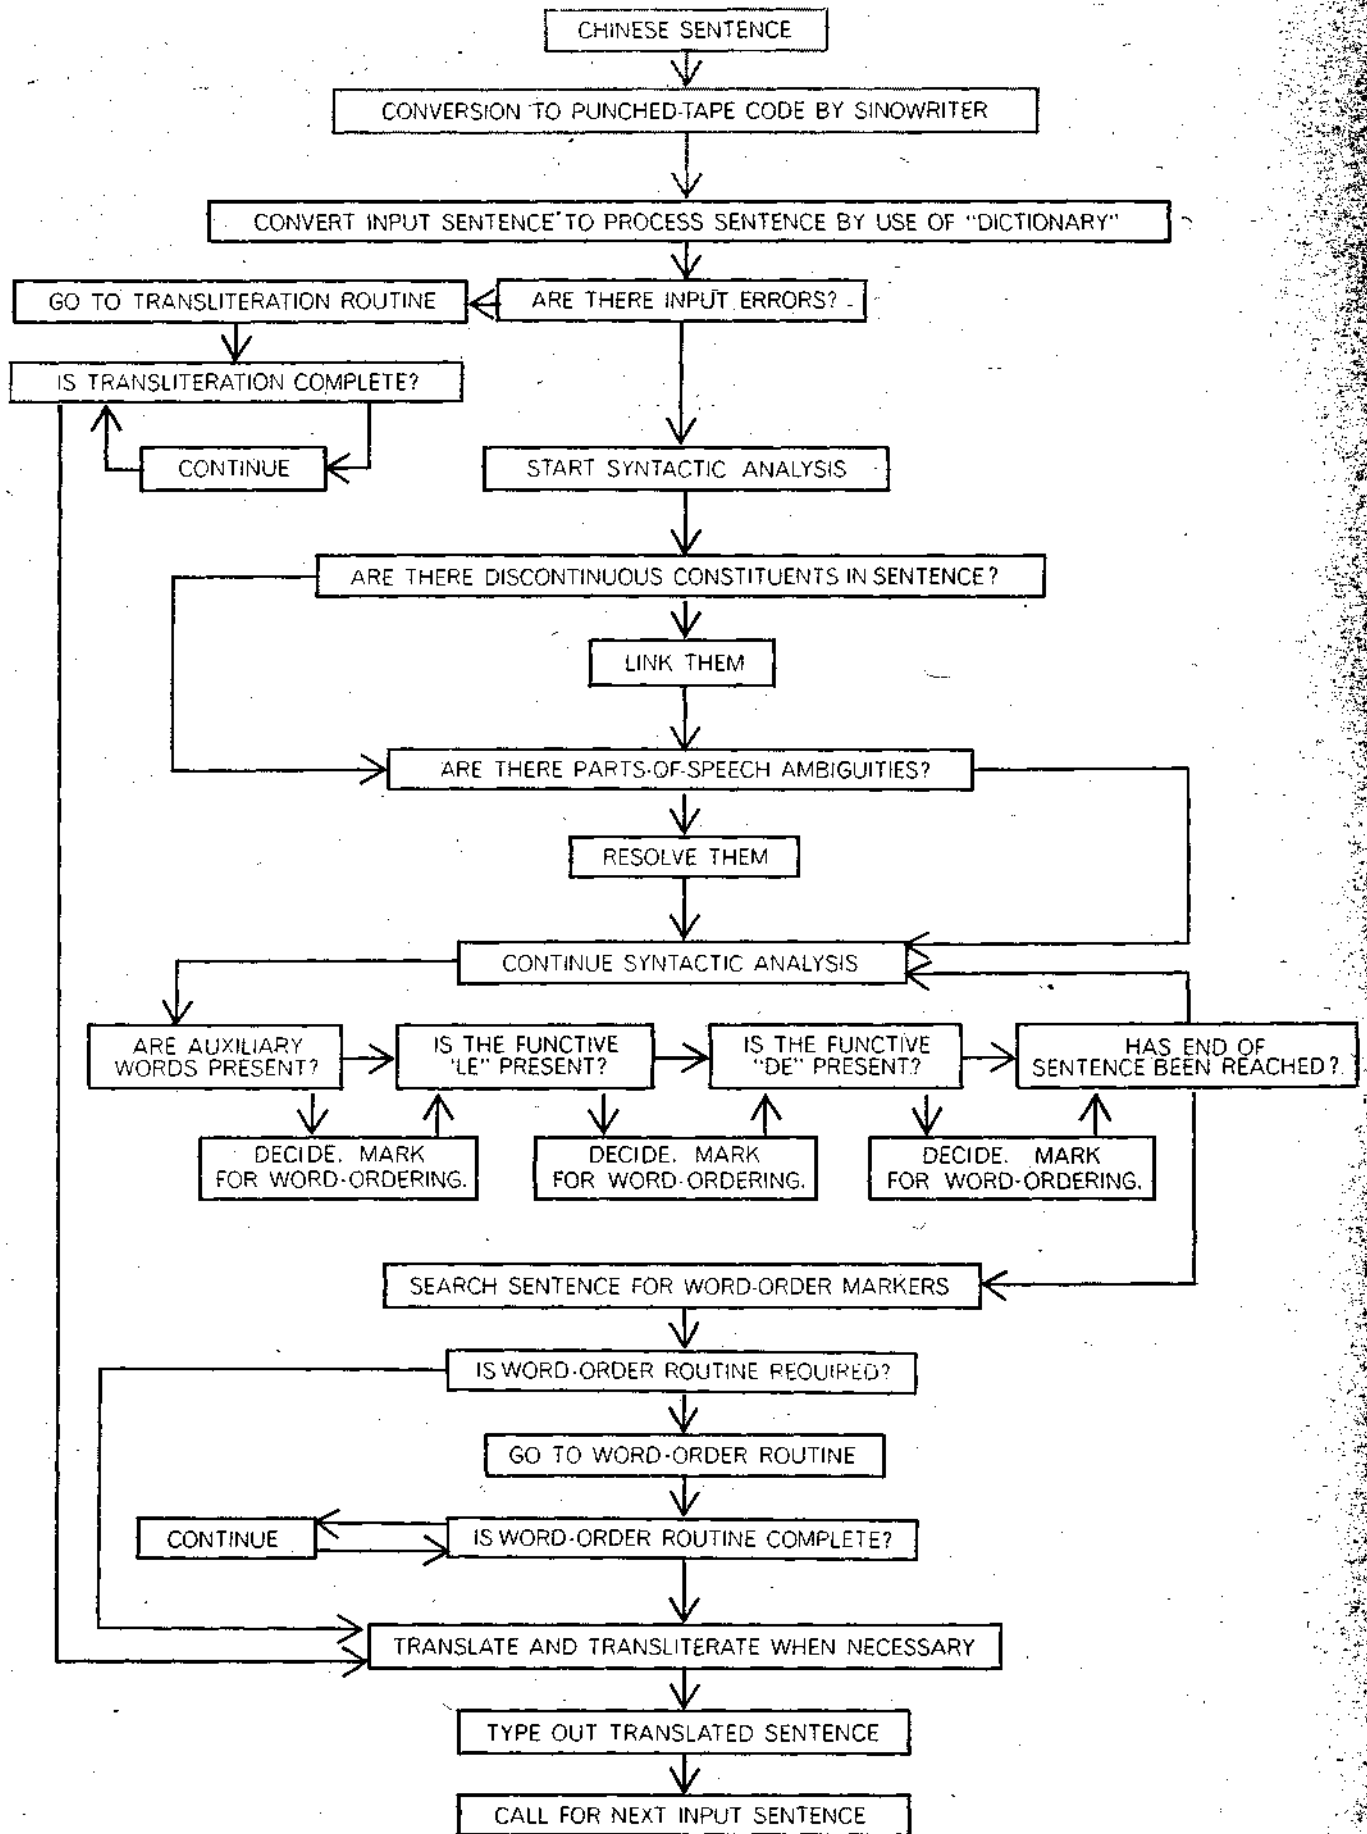 CHINESE SENTENCE
CONVERSION TO PUNCHED-TAPE CODE BY SINOWRITER
CONVERT INPUT SENTENCE TO PROCESS SENTENCE BY USE OF "DICTIONARY"
GO TO TRANSLITERATION ROUTINE
ARE THERE INPUT ERRORS?
IS TRANSLITERATION COMPLETE?
CONTINUE
START SYNTACTIC ANALYSIS
ARE THERE DISCONTINUOUS CONSTITUENTS IN SENTENCE?
LINK THEM
ARE THERE PARTS-OF-SPEECH AMBIGUITIES?
RESOLVE THEM
CONTINUE SYNTACTIC ANALYSIS
ARE AUXILIARY
WORDS PRESENT?
IS THE FUNCTIVE
"LE" PRESENT?
IS THE FUNCTIVE
"DE" PRESENT?
HAS END OF
SENTENCE BEEN REACHED?
DECIDE. MARK
FOR WORD-ORDERING.
DECIDE. MARK
FOR WORD-ORDERING.
DECIDE. MARK
FOR WORD-ORDERING.
SEARCH SENTENCE FOR WORD-ORDER MARKERS
IS WORD-ORDER ROUTINE REQUIRED?
GO TO WORD-ORDER ROUTINE
CONTINUE
IS WORD-ORDER ROUTINE COMPLETE?
TRANSLATE AND TRANSLITERATE WHEN NECESSARY
TYPE OUT TRANSLATED SENTENCE
CALL FOR NEXT INPUT SENTENCE